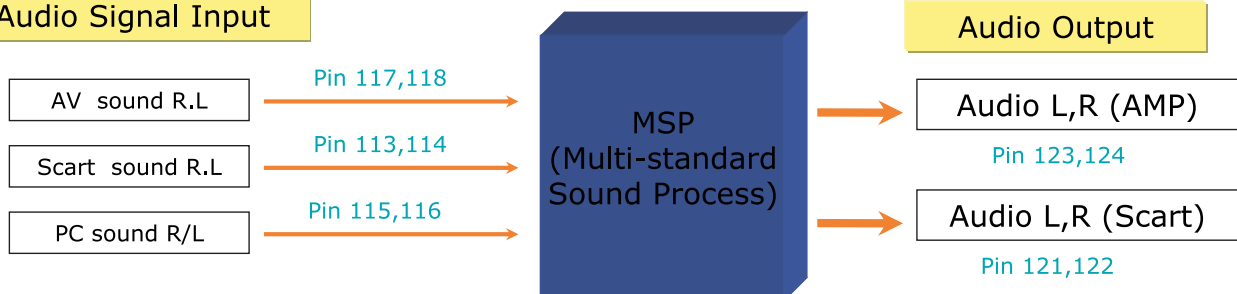 Audio Signal Input
AV sound R.L
Scart sound R.L
PC sound R/L
Pin 117,118
Pin 113,114
Pin 115,116
MSP
(Multi-standard
Sound Process)
Audio Output
Audio L,R (AMP)
Pin 123,124
Audio L,R (Scart)
Pin 121,122